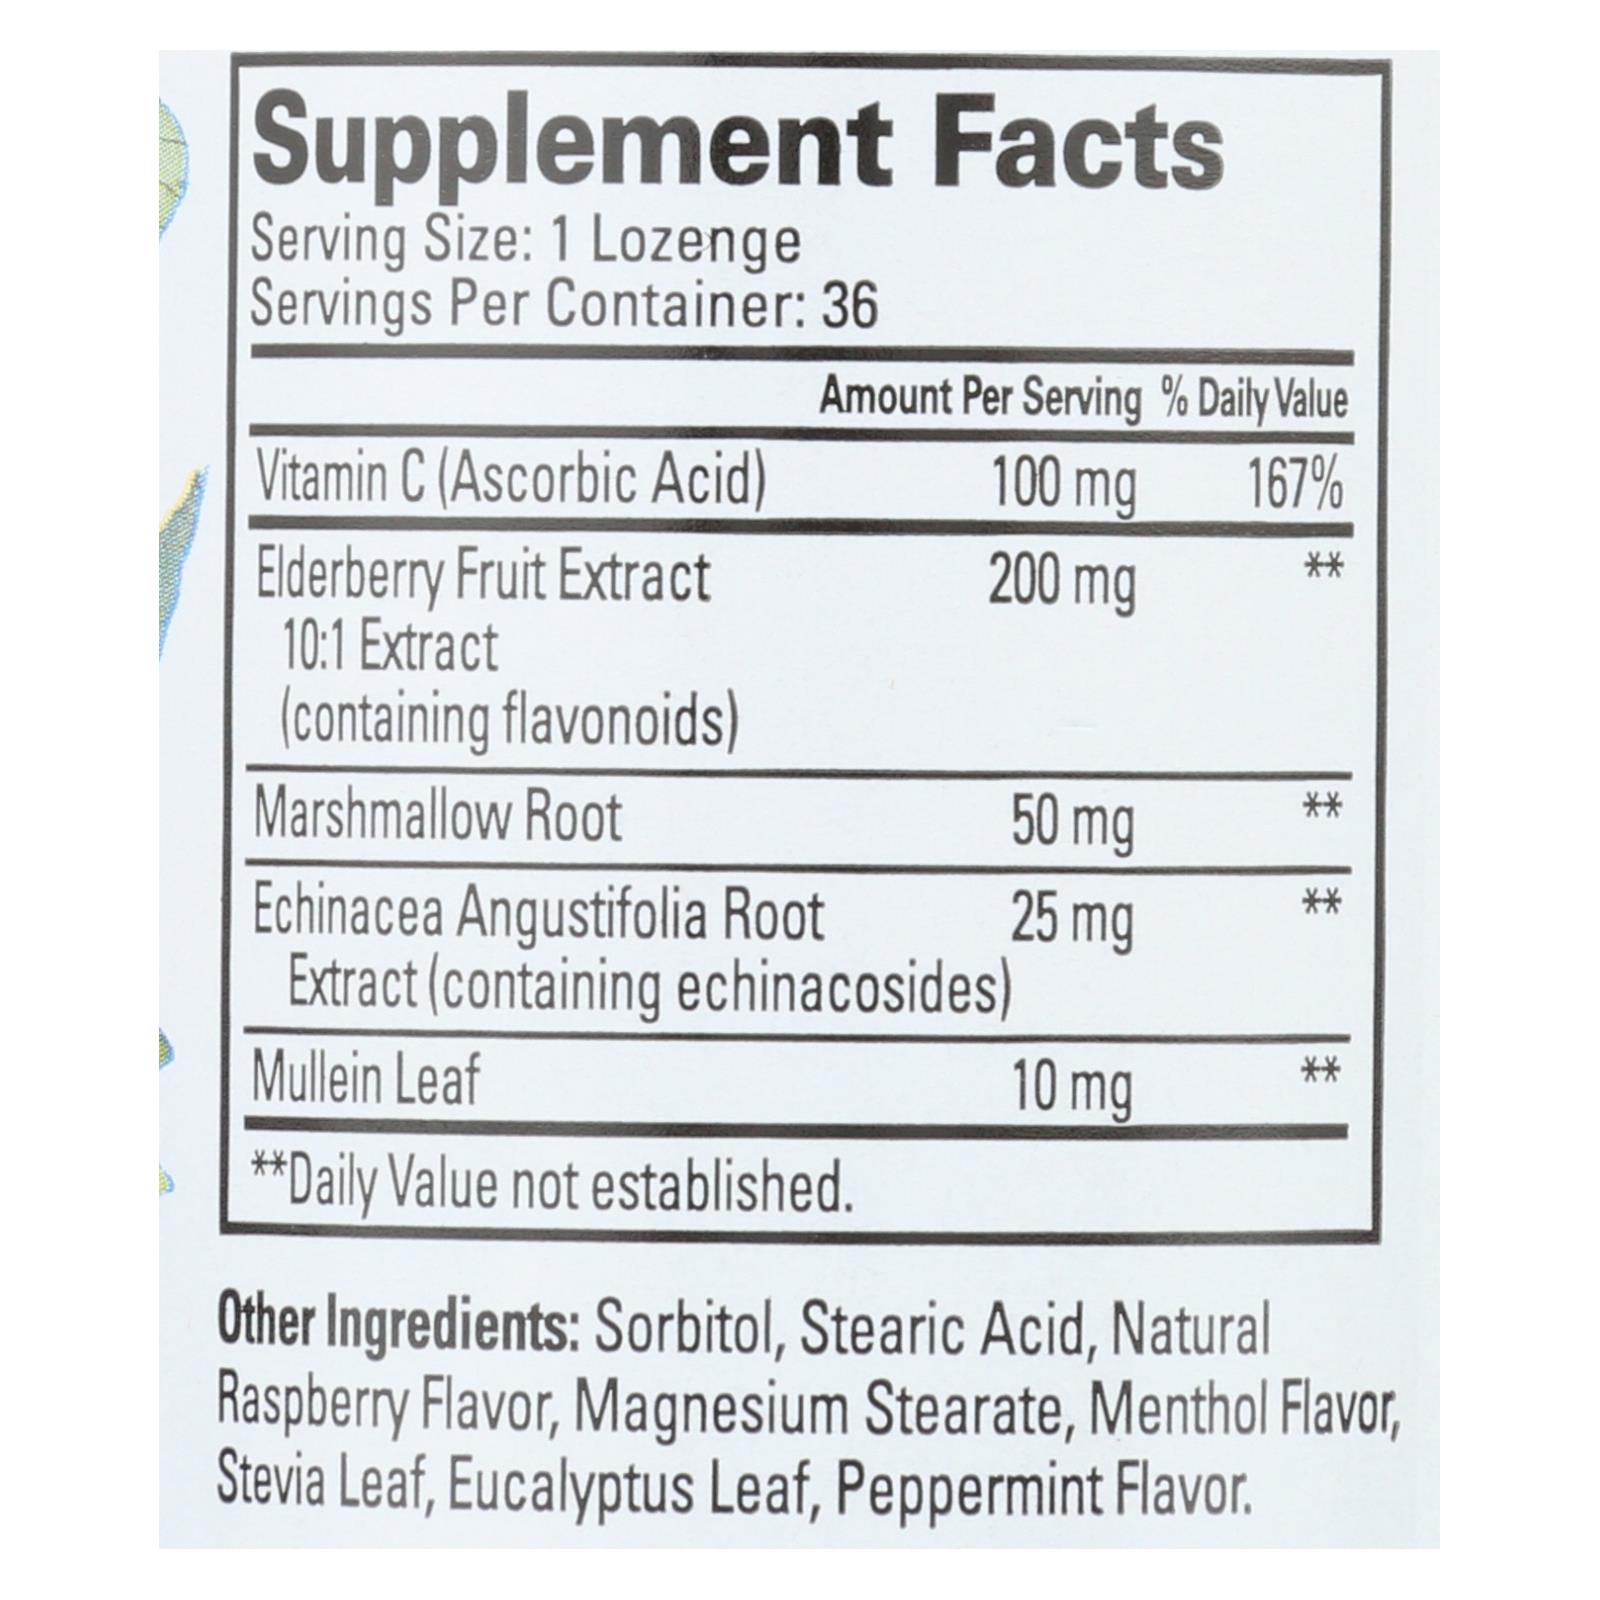 Supplement Facts
Serving Size: 1 Lozenge
Servings Per Container: 36
Amount Per Serving % Daily Value
Vitamin C (Ascorbic Acid) 100 mg 167%
Elderberry Fruit Extract 200 mg **
10:1 Extract
(containing flavonoids)
Marshmallow Root 50 mg **
Echinacea Angustifolia Root 25 mg **
Extract (containing echinacosides)
Mullein Leaf 10 mg **
**Daily Value not established.
Other Ingredients: Sorbitol, Stearic Acid, Natural
Raspberry Flavor, Magnesium Stearate, Menthol Flavor,
Stevia Leaf, Eucalyptus Leaf, Peppermint Flavor.